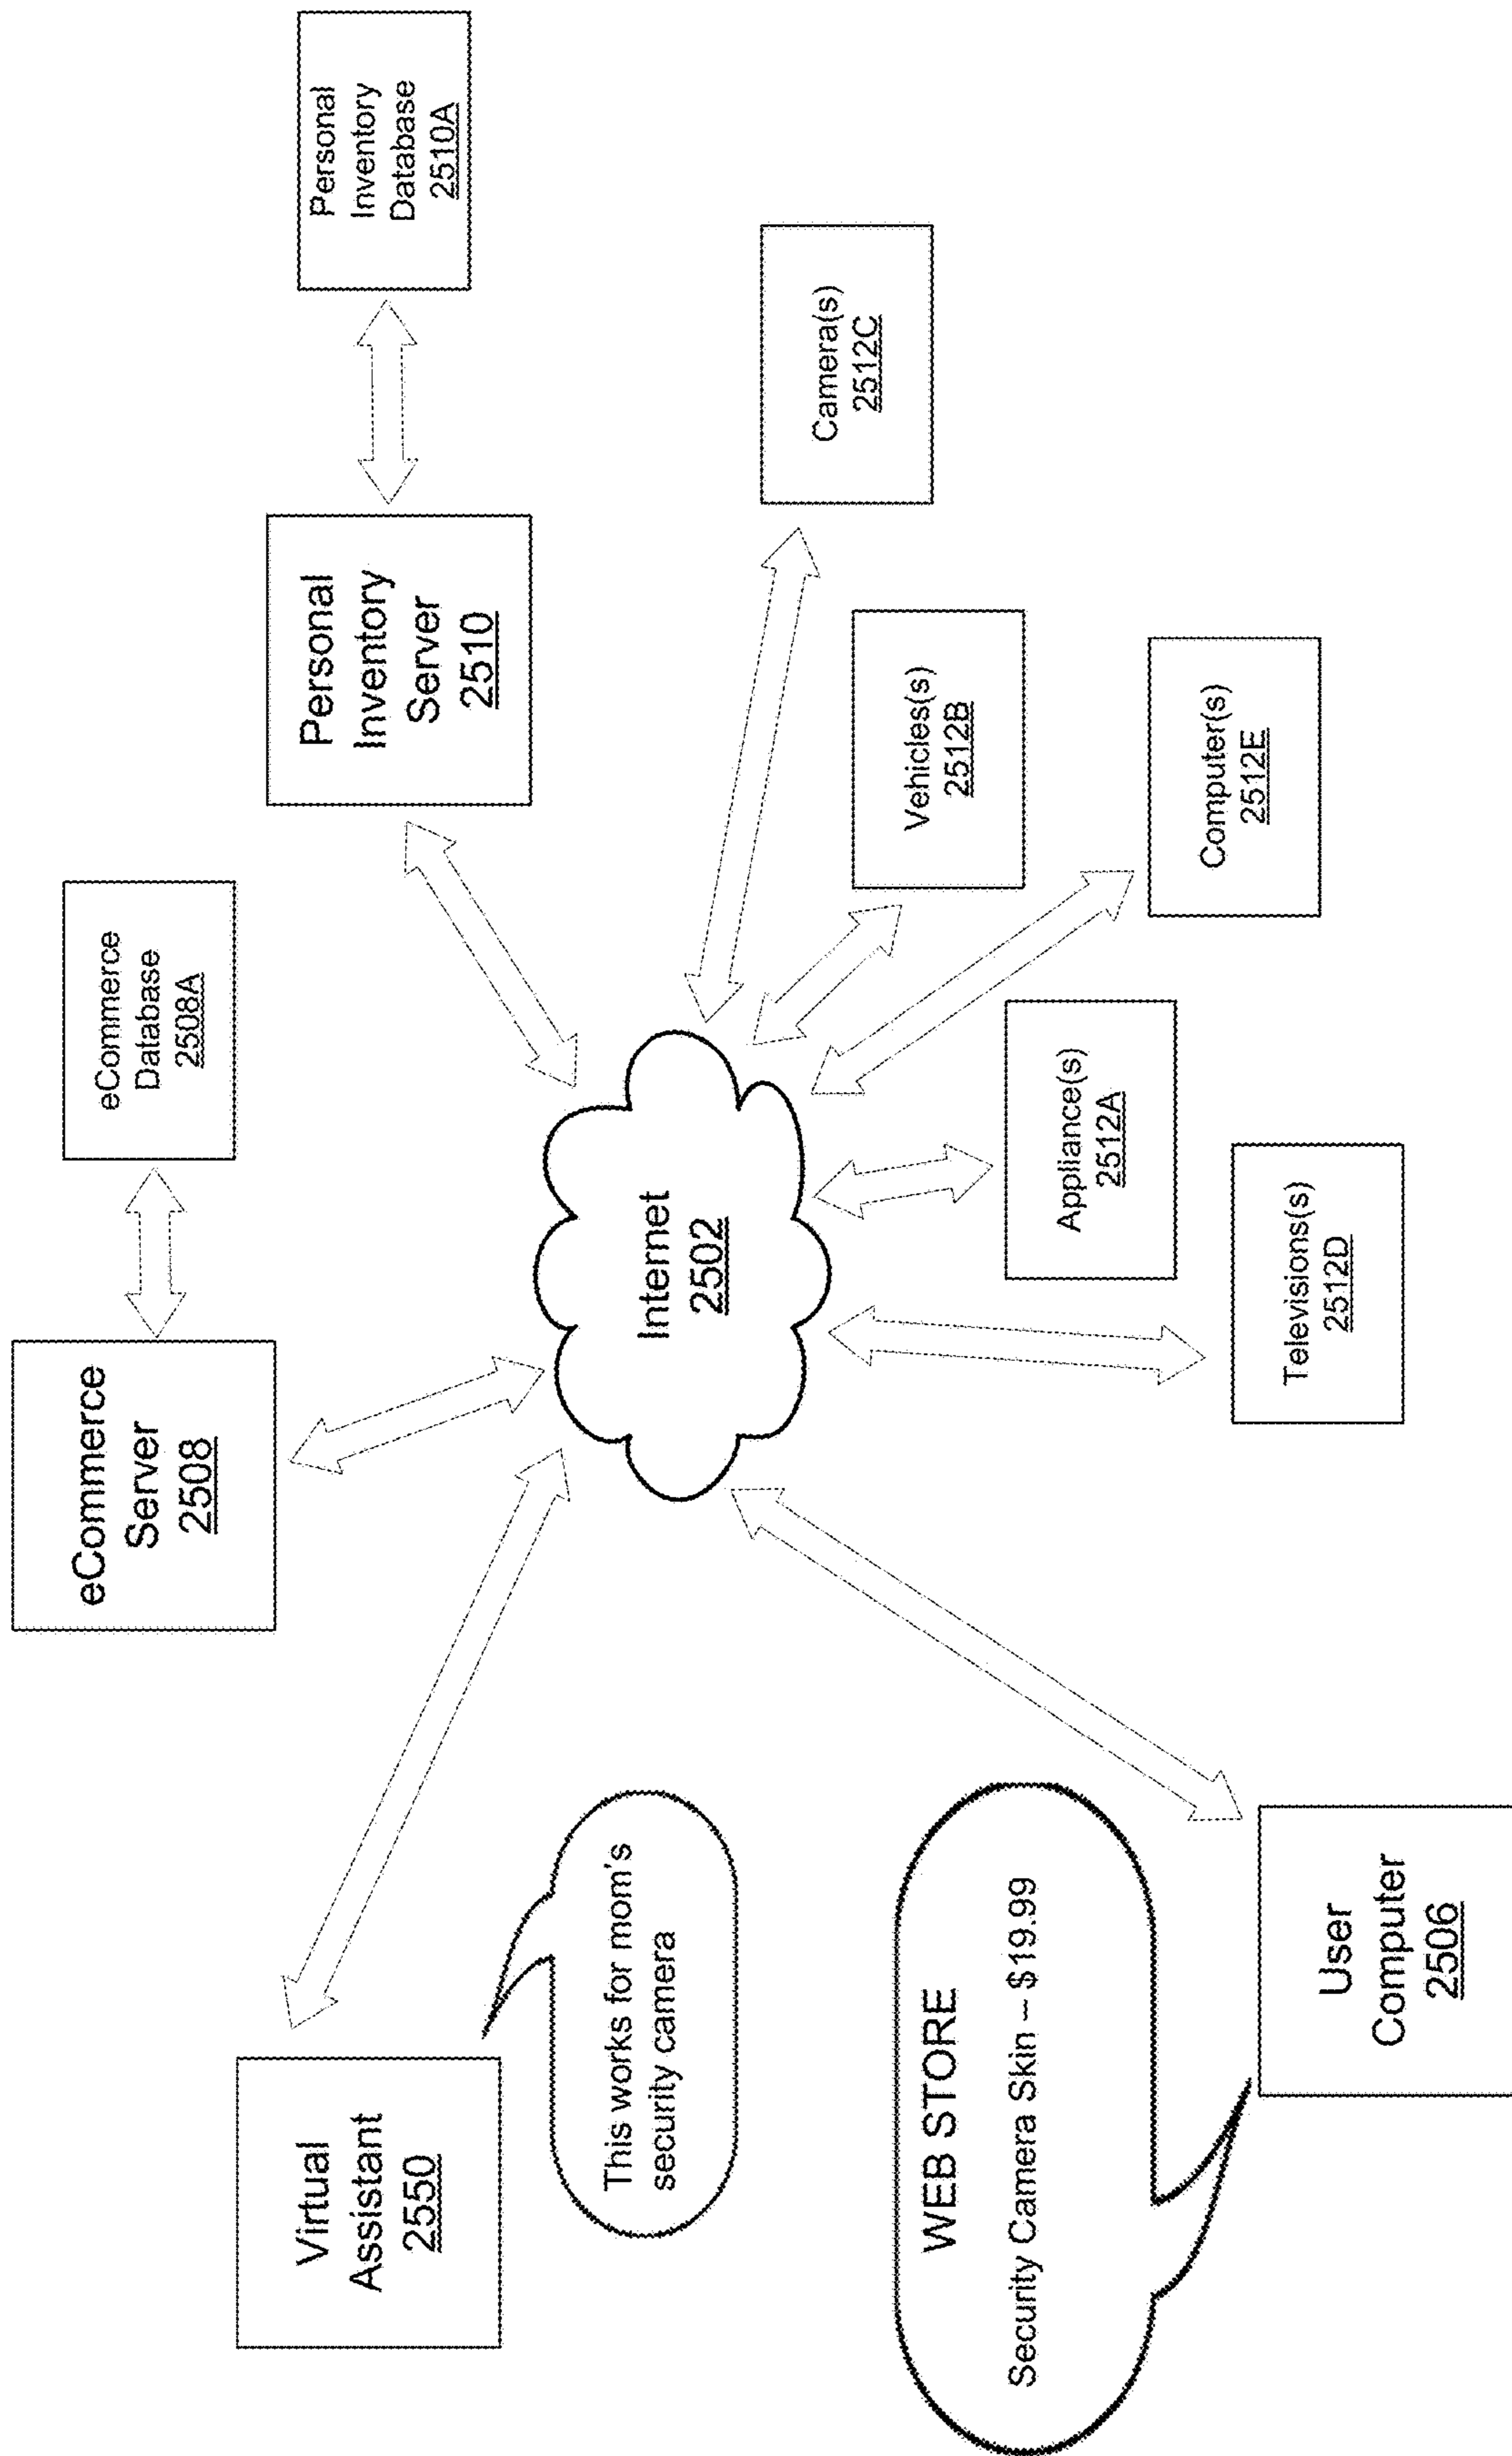 eCommerce
Server
2508
eCommerce
Database
2508A
Personal
Inventory
Server
2510
Personal
Inventory
Database
2510A
Virtual
Assistant
2550
This works for mom's
security camera
Internet
2502
Camera(s)
2512C
Vehicles(s)
2512B
Computer(s)
2512E
Appliance(s)
2512A
Televisions(s)
2512D
WEB STORE
Security Camera Skin – $19.99
User
Computer
2506